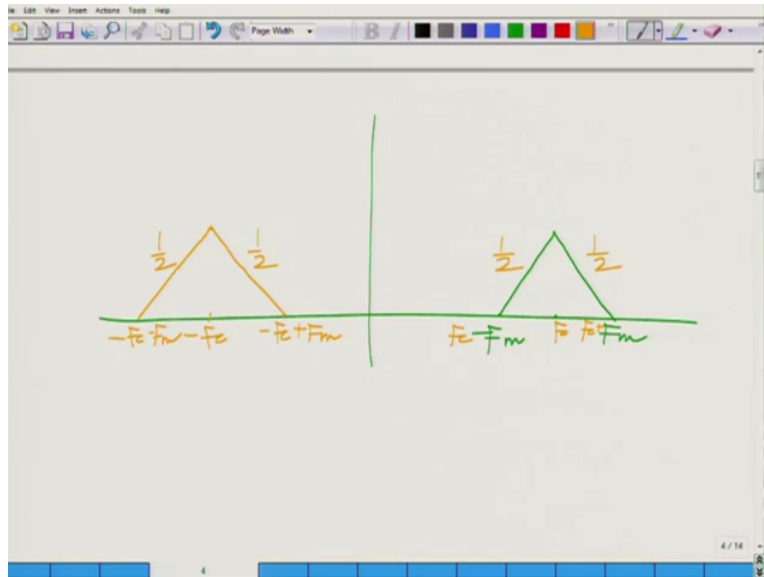 File Edit View Insert Actions Tools Help
Page Width B I
1/2 1/2 1/2 1/2
-Fc-Fm -Fc -Fc+Fm Fc-Fm Fc Fc+Fm
4/14
4